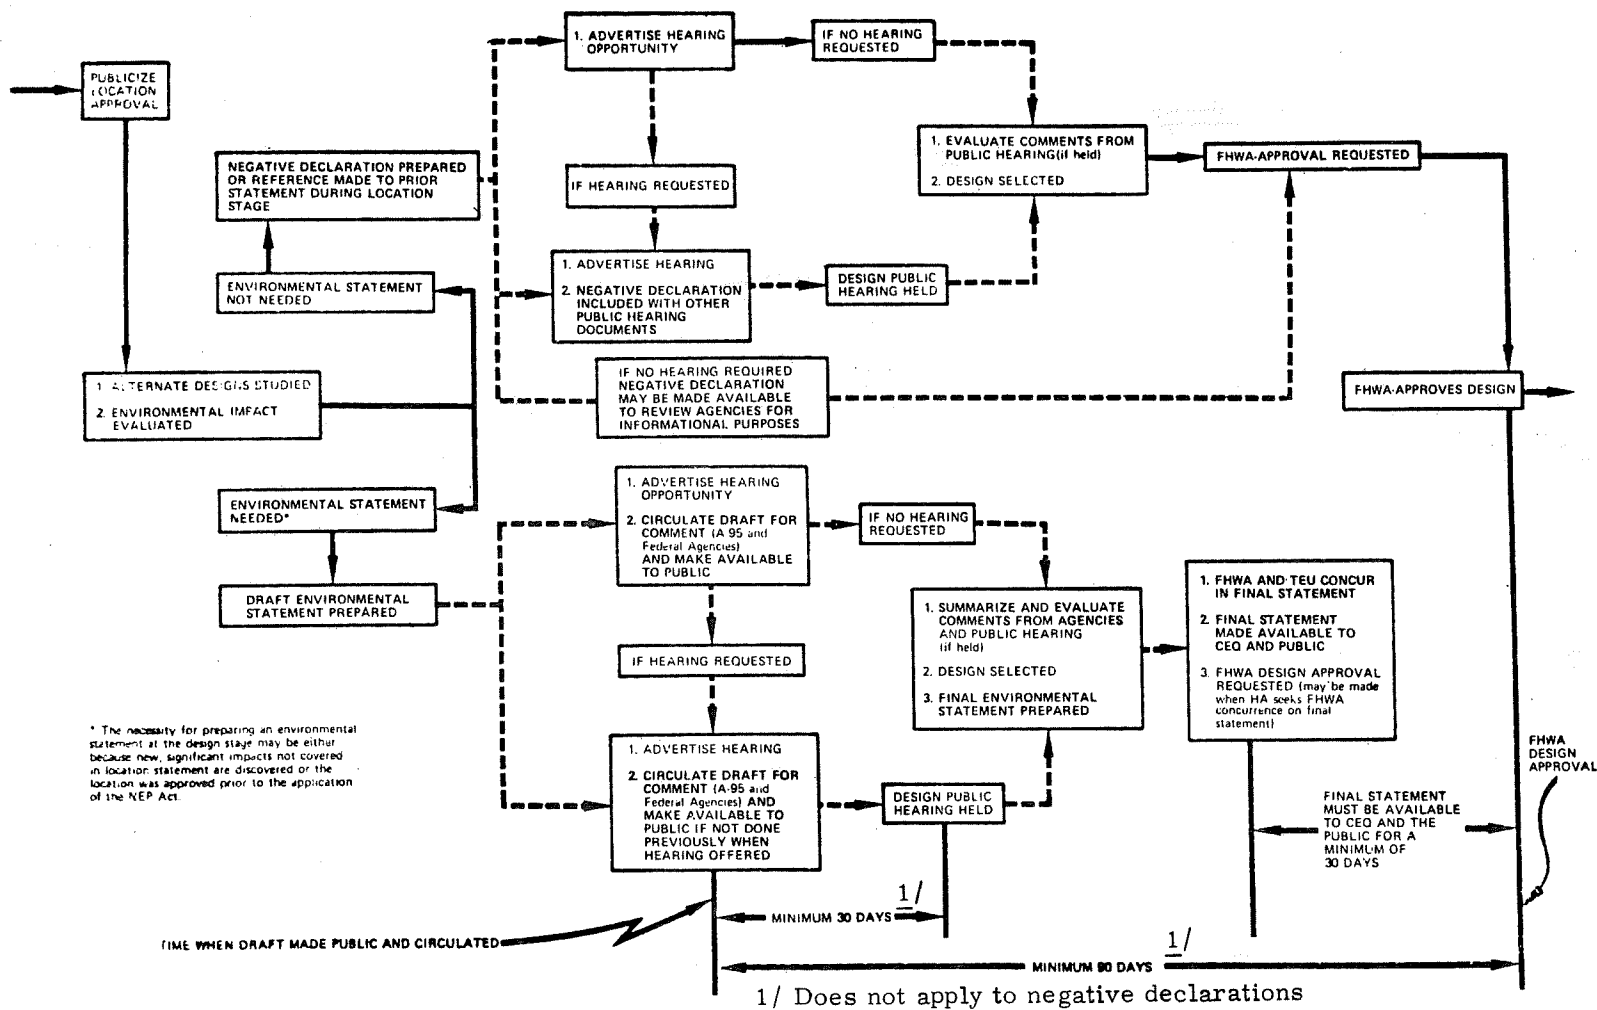 PUBLICIZE
LOCATION
APPROVAL
1. ADVERTISE HEARING
OPPORTUNITY
IF NO HEARING
REQUESTED
NEGATIVE DECLARATION PREPARED
OR REFERENCE MADE TO PRIOR
STATEMENT DURING LOCATION
STAGE
IF HEARING REQUESTED
1. EVALUATE COMMENTS FROM
PUBLIC HEARING (if held)
2. DESIGN SELECTED
FHWA-APPROVAL REQUESTED
ENVIRONMENTAL STATEMENT
NOT NEEDED
1. ADVERTISE HEARING
2. NEGATIVE DECLARATION
INCLUDED WITH OTHER
PUBLIC HEARING
DOCUMENTS
DESIGN PUBLIC
HEARING HELD
1. ALTERNATE DESIGNS STUDIED
2. ENVIRONMENTAL IMPACT
EVALUATED
IF NO HEARING REQUIRED
NEGATIVE DECLARATION
MAY BE MADE AVAILABLE
TO REVIEW AGENCIES FOR
INFORMATIONAL PURPOSES
FHWA-APPROVES DESIGN
ENVIRONMENTAL STATEMENT
NEEDED*
DRAFT ENVIRONMENTAL
STATEMENT PREPARED
1. ADVERTISE HEARING
OPPORTUNITY
2. CIRCULATE DRAFT FOR
COMMENT (A-95 and
Federal Agencies)
AND MAKE AVAILABLE
TO PUBLIC
IF NO HEARING
REQUESTED
IF HEARING REQUESTED
1. SUMMARIZE AND EVALUATE
COMMENTS FROM AGENCIES
AND PUBLIC HEARING
(if held)
2. DESIGN SELECTED
3. FINAL ENVIRONMENTAL
STATEMENT PREPARED
1. FHWA AND TEU CONCUR
IN FINAL STATEMENT
2. FINAL STATEMENT
MADE AVAILABLE TO
CEQ AND PUBLIC
3. FHWA DESIGN APPROVAL
REQUESTED (may be made
when HA seeks FHWA
concurrence on final
statement)
* The necessity for preparing an environmental
statement at the design stage may be either
because new, significant impacts not covered
in location statement are discovered or the
location was approved prior to the application
of the NEP Act.
1. ADVERTISE HEARING
2. CIRCULATE DRAFT FOR
COMMENT (A-95 and
Federal Agencies) AND
MAKE AVAILABLE TO
PUBLIC IF NOT DONE
PREVIOUSLY WHEN
HEARING OFFERED
DESIGN PUBLIC
HEARING HELD
FHWA
DESIGN
APPROVAL
FINAL STATEMENT
MUST BE AVAILABLE
TO CEQ AND THE
PUBLIC FOR A
MINIMUM OF
30 DAYS
MINIMUM 30 DAYS 1/
TIME WHEN DRAFT MADE PUBLIC AND CIRCULATED
MINIMUM 90 DAYS 1/
1/ Does not apply to negative declarations